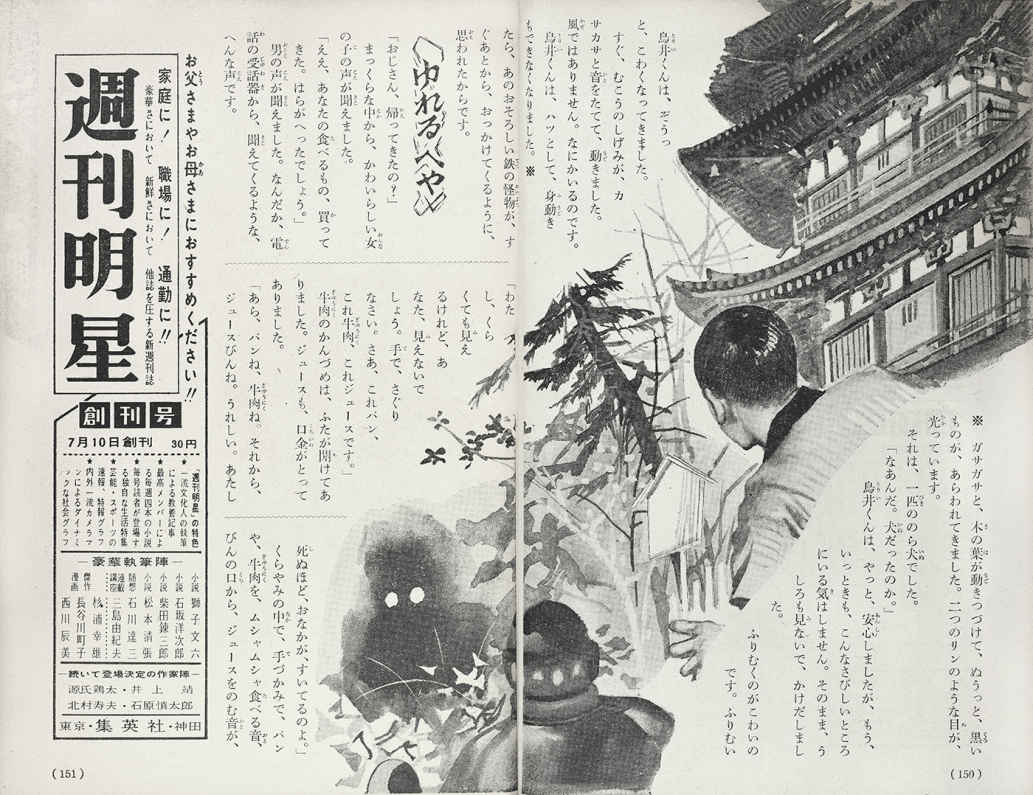 鳥井くんは、ぞうっ
と、こわくなってきました。
すぐ、むこうのしげみが、カ
サカサと音をたてて、動きました。
風ではありません。なにかいるのです。
鳥井くんは、ハッとして、身動き
もできなくなりました。※
※ ガサガサと、木の葉が動きつづけて、ぬうっと、黒い
ものが、あらわれてきました。二つのリンのような目が、
光っています。
それは、一匹ののら犬でした。
「なあんだ。犬だったのか。」
鳥井くんは、やっと、安心しましたが、もう、
いっときも、こんなさびしいところ
にいる気はしません。そのまま、う
しろも見ないで、かけだしまし
た。
ふりむくのがこわいの
です。ふりむい
(150)
たら、あのおそろしい鉄の怪物が、す
ぐあとから、おっかけてくるように、
思われたからです。
ゆれるへや
「おじさん、帰ってきたの?」
まっくらな中から、かわいらしい女
の子の声が聞えました。
「ええ、あなたの食べるもの、買って
きた。はらがへったでしょう。」
男の声が聞えました。なんだか、電
話の受話器から、聞えてくるような、
へんな声です。
「わた
し、くら
くても見え
るけれど、あ
なた、見えないで
しょう。手で、さぐり
なさい。さあ、これパン、
これ牛肉、これジュースです。」
牛肉のかんづめは、ふたが開けてあ
りました。ジュースも、口金がとって
ありました。
「あら、パンね、牛肉ね。それから、
ジュースびんね。うれしい。あたし
死ぬほど、おなかが、すいてるのよ。」
くらやみの中で、手づかみで、パン
や、牛肉を、ムシャムシャ食べる音、
びんの口から、ジュースをのむ音が、
お父さまやお母さまにおすすめください!!
家庭に! 職場に! 通勤に!!
豪華さにおいて 新鮮さにおいて 他誌を圧する新週刊誌
週刊明星
創刊号
7月10日創刊 30円
「週刊明星」の特色
★一流文化人の執筆
による教養記事
★最高メンバーによ
る毎週四本の小説
★毎号読者が登場す
る独自な生活特集
★芸能・スポーツの
速報・特報グラフ
★内外一流カメラマ
ンによるダイナミ
ックな社会グラフ
豪華執筆陣
小説 獅子文六
小説 石坂洋次郎
小説 柴田錬三郎
小説 松本清張
随想 石川達三
連載講座 三島由紀夫
傑作漫画 杉浦幸雄
長谷川町子
西川辰美
続いて登場決定の作家陣
源氏鶏太・井上靖
北村寿夫・石原慎太郎
東京・集英社・神田
(151)